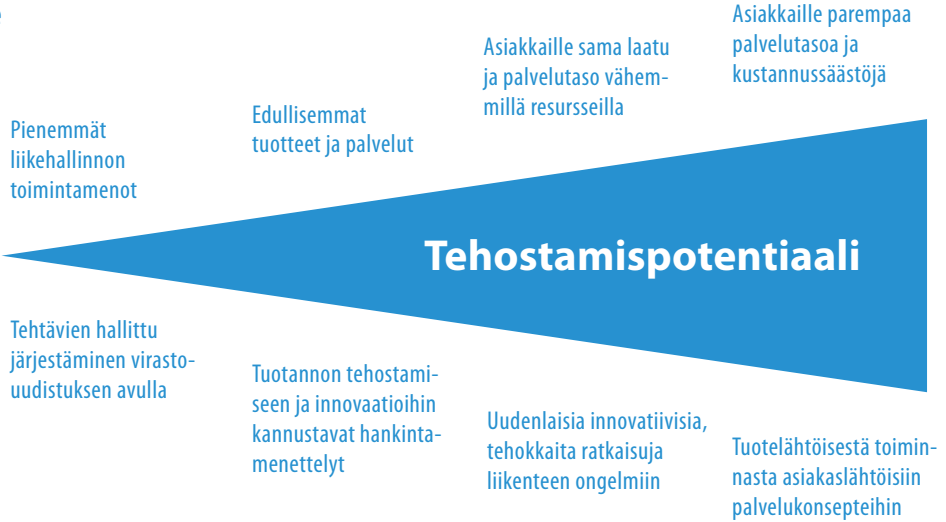 Pienemmät
liikehallinnon
toimintamenot
Edullisemmat
tuotteet ja palvelut
Asiakkaille sama laatu
ja palvelutaso vähem-
millä resursseilla
Asiakkaille parempaa
palvelutasoa ja
kustannussäästöjä
Tehostamispotentiaali
Tehtävien hallittu
järjestäminen virasto-
uudistuksen avulla
Tuotannon tehostami-
seen ja innovaatioihin
kannustavat hankinta-
menettelyt
Uudenlaisia innovatiivisia,
tehokkaita ratkaisuja
liikenteen ongelmiin
Tuotelähtöisestä toimin-
nasta asiakaslähtöisiin
palvelukonsepteihin